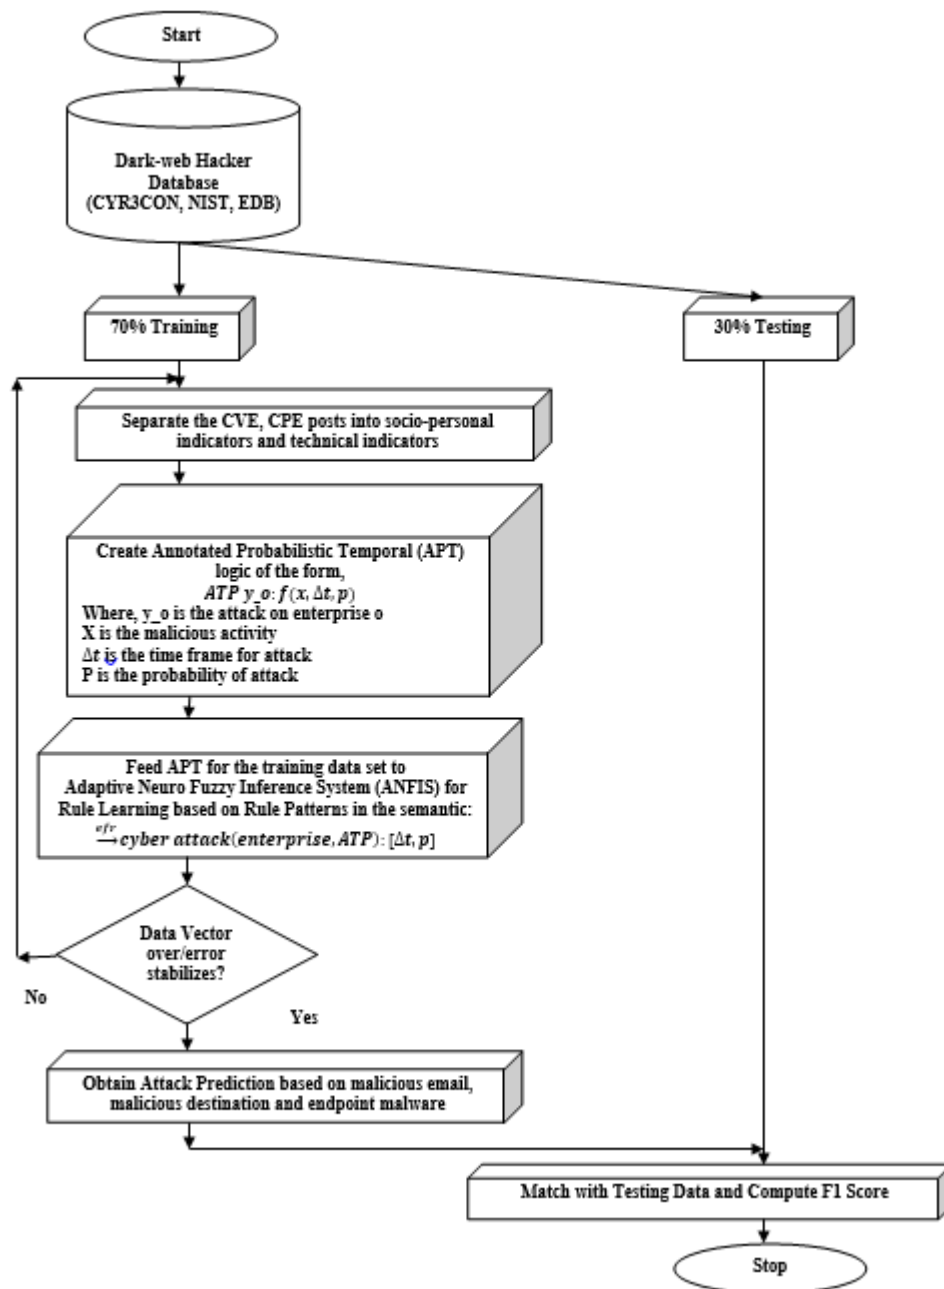 Start
Dark-web Hacker
Database
(CYR3CON, NIST, EDB)
70% Training
30% Testing
Separate the CVE, CPE posts into socio-personal
indicators and technical indicators
Create Annotated Probabilistic Temporal (APT)
logic of the form,
ATP y_o: f(x, Δt, p)
Where, y_o is the attack on enterprise o
X is the malicious activity
Δt is the time frame for attack
P is the probability of attack
Feed APT for the training data set to
Adaptive Neuro Fuzzy Inference System (ANFIS) for
Rule Learning based on Rule Patterns in the semantic:
efr
→ cyber attack(enterprise, ATP): [Δt, p]
Data Vector
over/error
stabilizes?
No
Yes
Obtain Attack Prediction based on malicious email,
malicious destination and endpoint malware
Match with Testing Data and Compute F1 Score
Stop